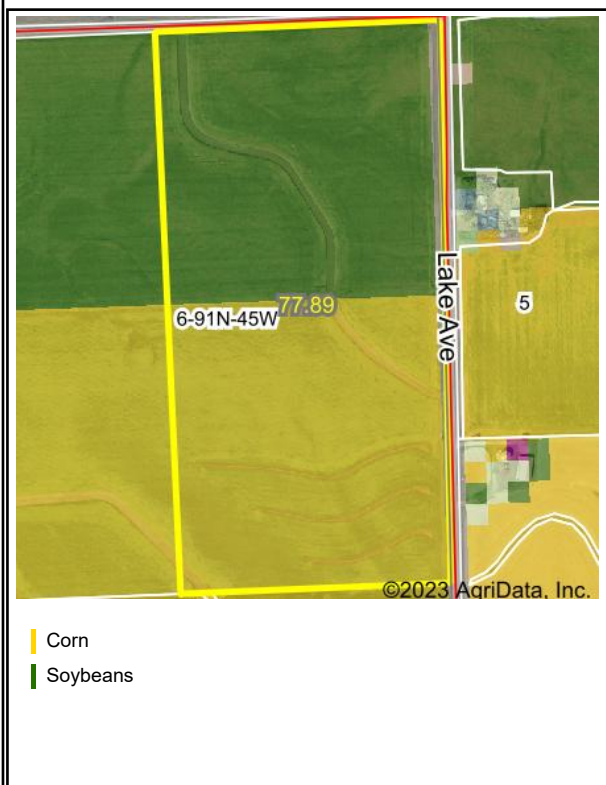 Lake Ave
77.89
6-91N-45W
5
©2023 AgriData, Inc.
Corn
Soybeans